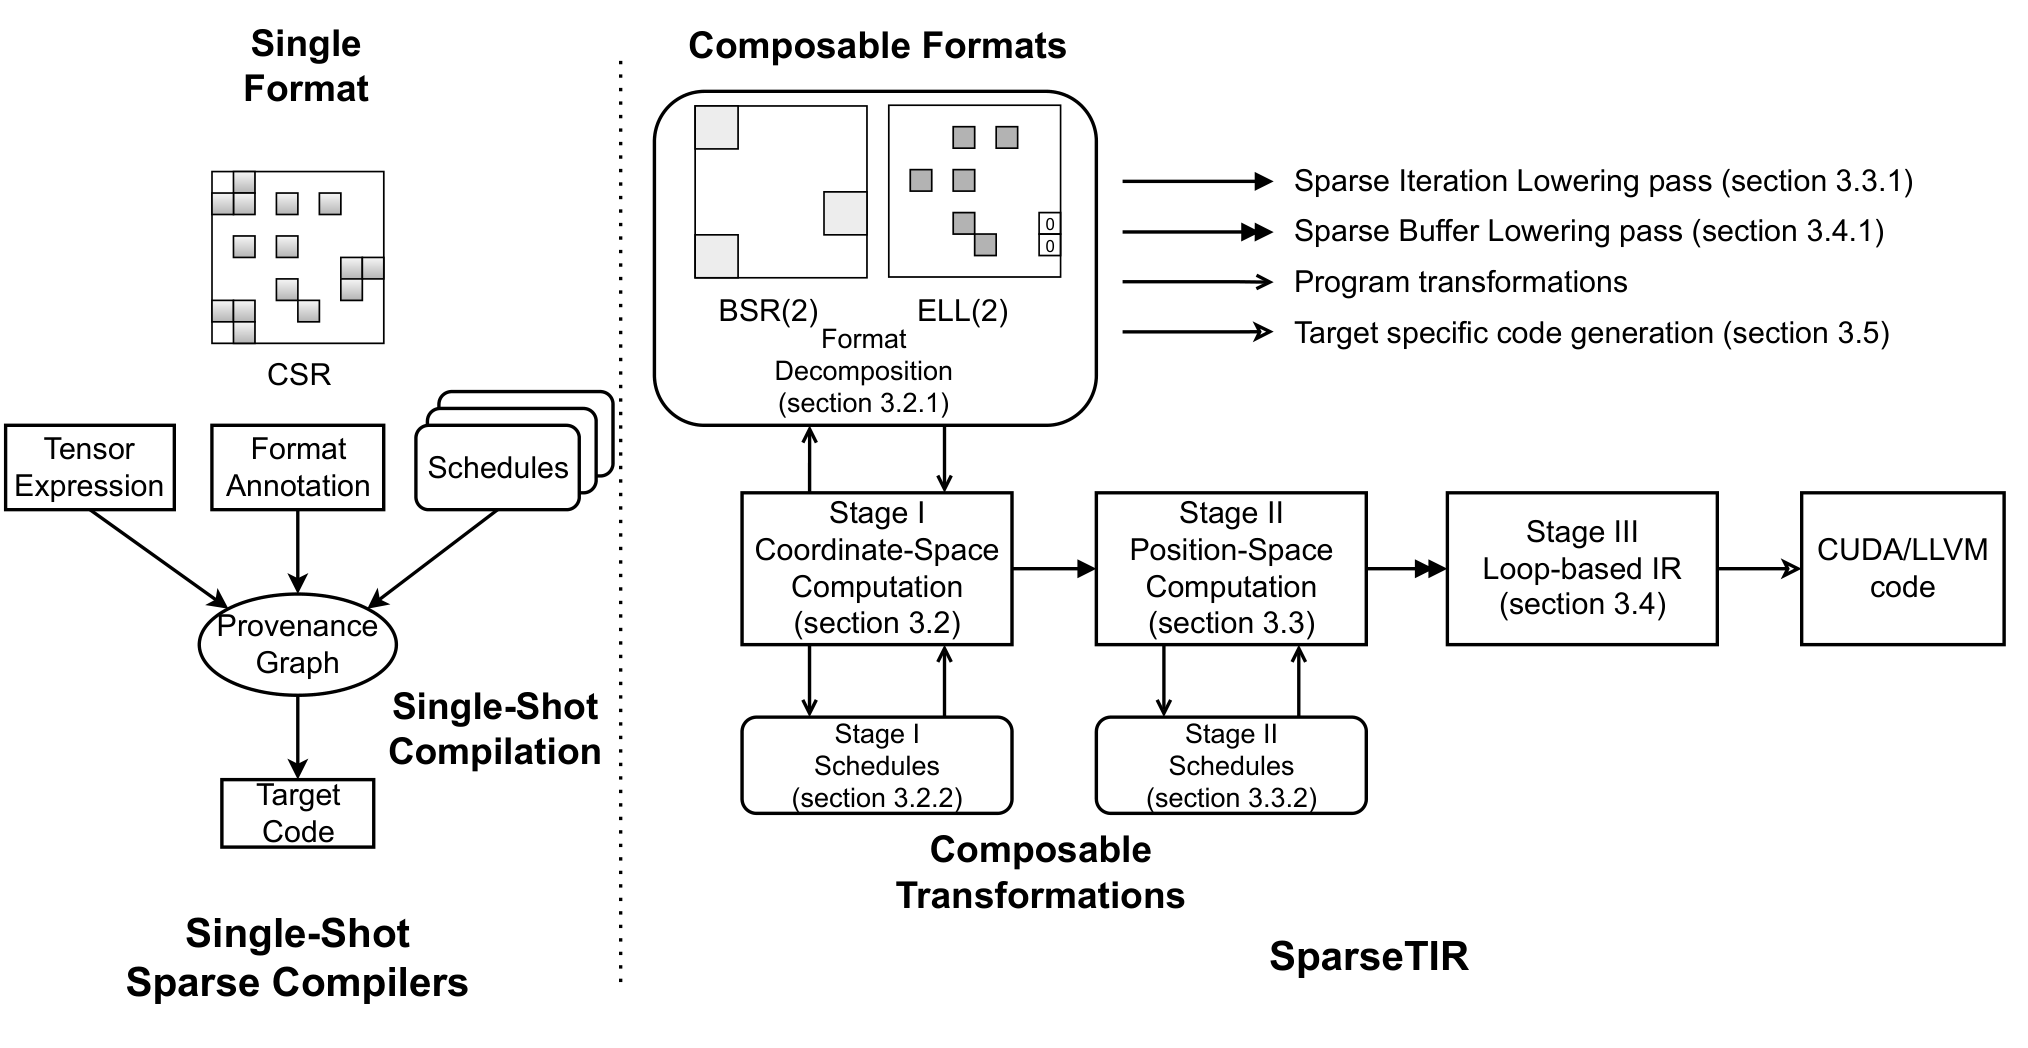 Single
Format
CSR
Tensor
Expression
Format
Annotation
Schedules
Provenance
Graph
Single-Shot
Compilation
Target
Code
Single-Shot
Sparse Compilers
Composable Formats
0
0
BSR(2)
ELL(2)
Format
Decomposition
(section 3.2.1)
Sparse Iteration Lowering pass (section 3.3.1)
Sparse Buffer Lowering pass (section 3.4.1)
Program transformations
Target specific code generation (section 3.5)
Stage I
Coordinate-Space
Computation
(section 3.2)
Stage II
Position-Space
Computation
(section 3.3)
Stage III
Loop-based IR
(section 3.4)
CUDA/LLVM
code
Stage I
Schedules
(section 3.2.2)
Stage II
Schedules
(section 3.3.2)
Composable
Transformations
SparseTIR